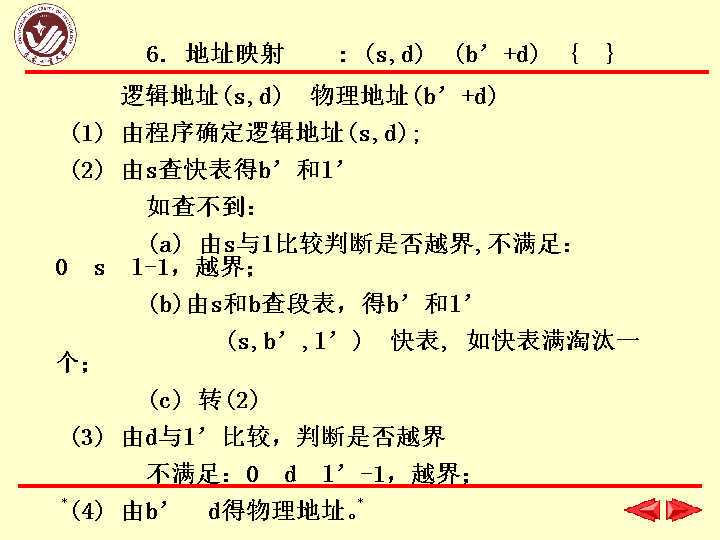 6. 地址映射 : (s,d) (b’+d) { }
逻辑地址(s,d) 物理地址(b’+d)
(1) 由程序确定逻辑地址(s,d);
(2) 由s查快表得b’和l’
如查不到:
(a) 由s与l比较判断是否越界,不满足:
0 s l-1，越界;
(b)由s和b查段表，得b’和l’
(s,b’,l’) 快表, 如快表满淘汰一
个;
(c) 转(2)
(3) 由d与l’比较，判断是否越界
不满足: 0 d l’-1，越界;
*(4) 由b’ d得物理地址。*